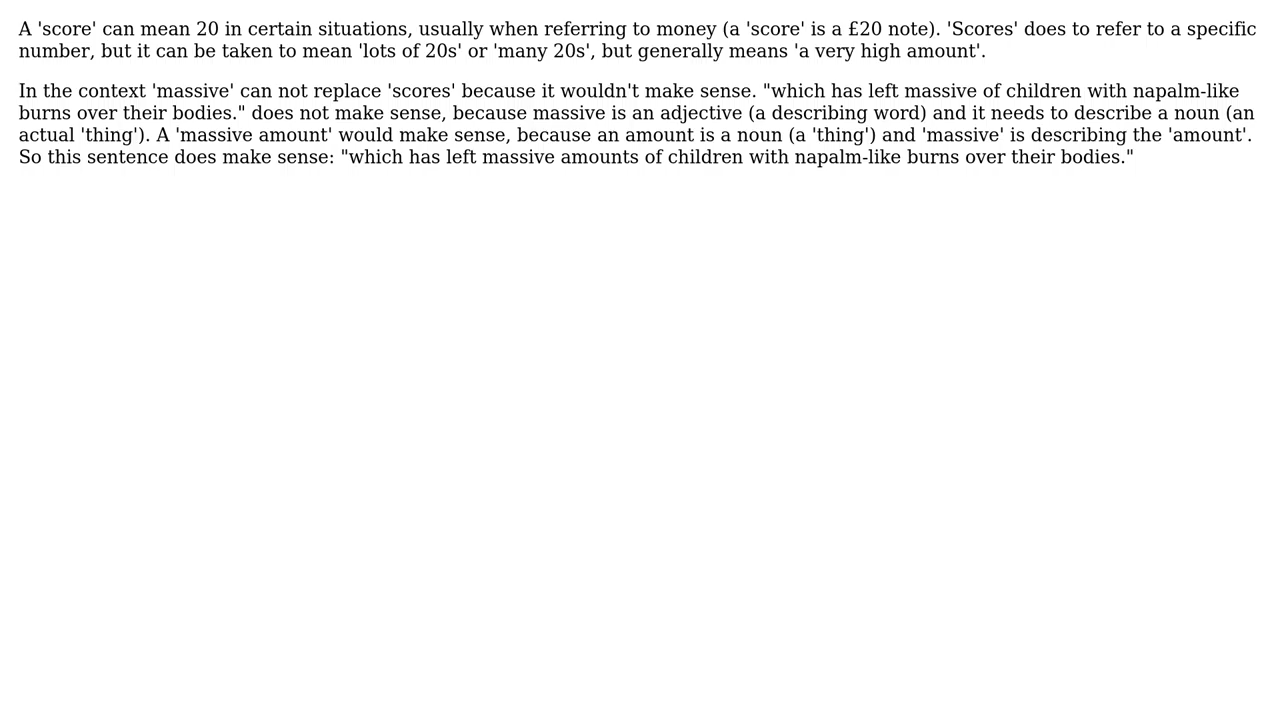 A 'score' can mean 20 in certain situations, usually when referring to money (a 'score' is a £20 note). 'Scores' does to refer to a specific
number, but it can be taken to mean 'lots of 20s' or 'many 20s', but generally means 'a very high amount'.
In the context 'massive' can not replace 'scores' because it wouldn't make sense. "which has left massive of children with napalm-like
burns over their bodies." does not make sense, because massive is an adjective (a describing word) and it needs to describe a noun (an
actual 'thing'). A 'massive amount' would make sense, because an amount is a noun (a 'thing') and 'massive' is describing the 'amount'.
So this sentence does make sense: "which has left massive amounts of children with napalm-like burns over their bodies."